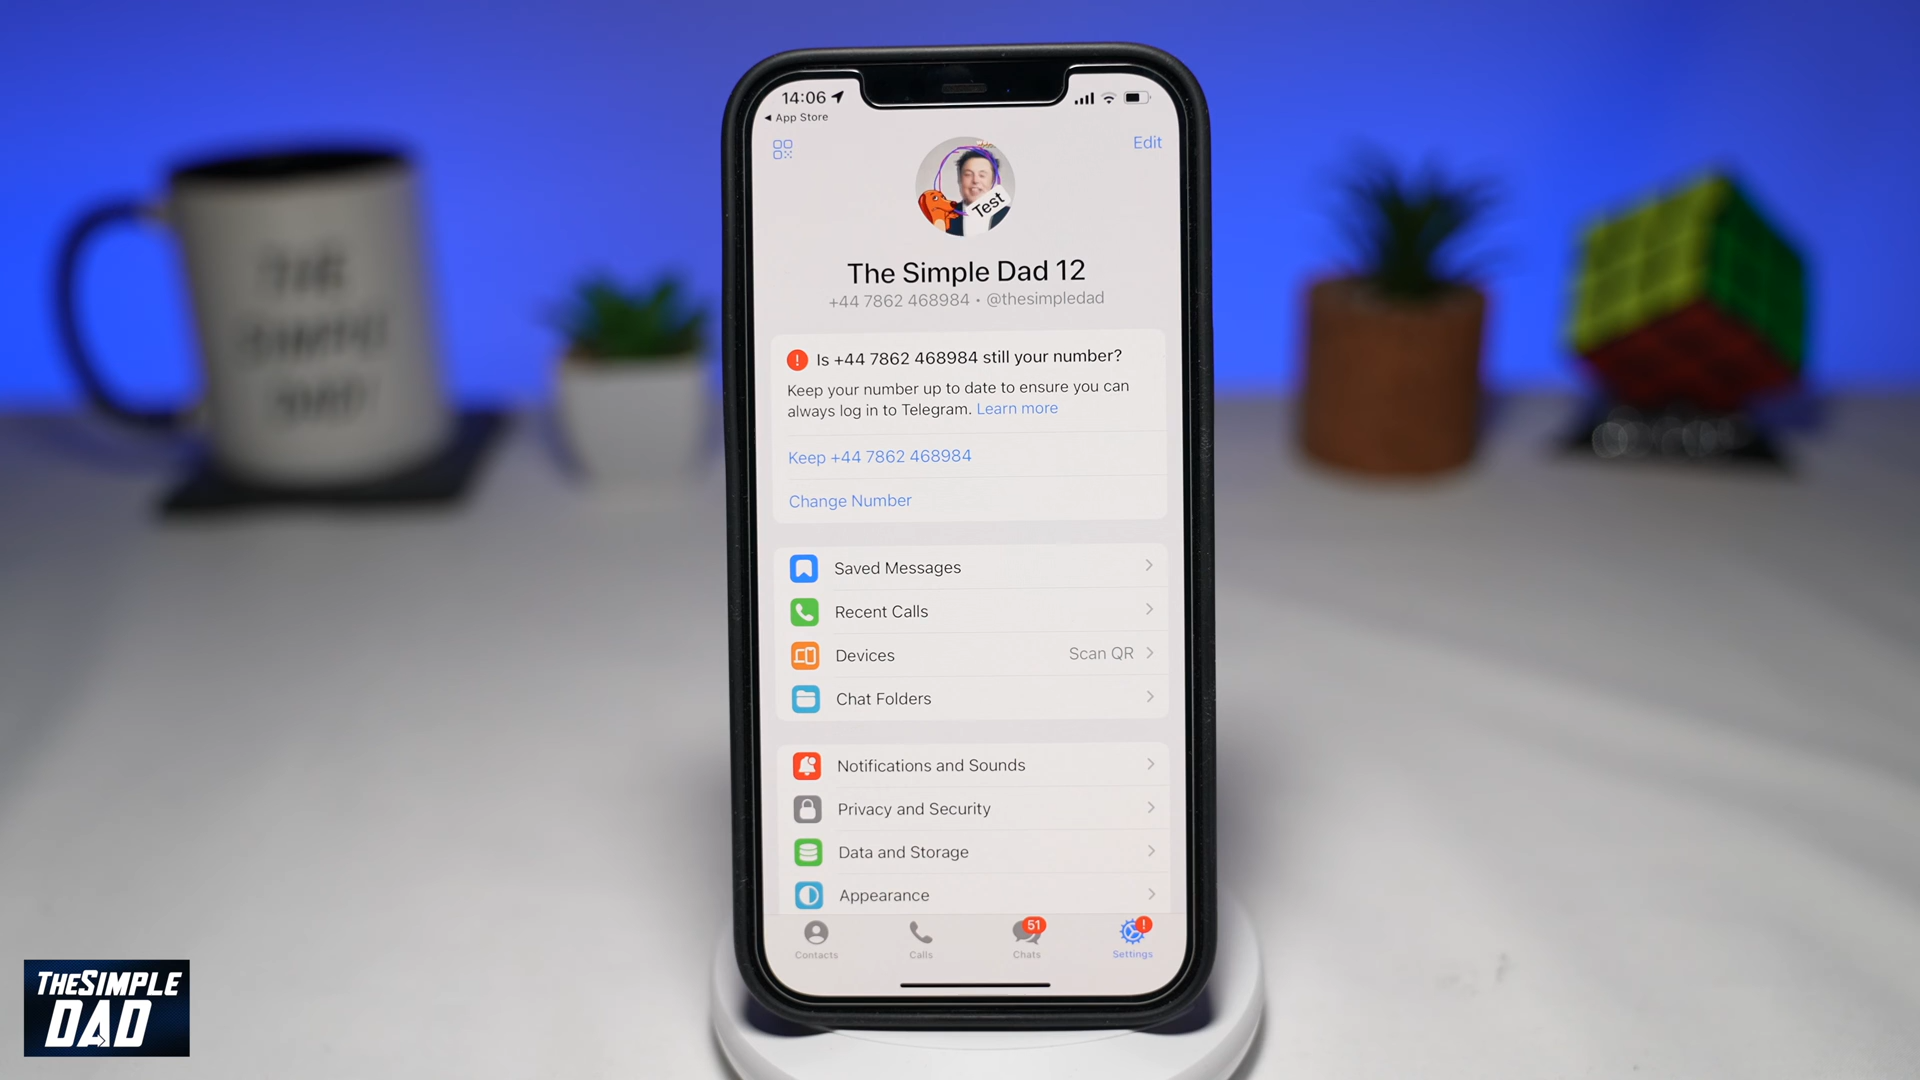 14:06
◄ App Store
Edit
Test
The Simple Dad 12
+44 7862 468984 • @thesimpledad
! Is +44 7862 468984 still your number?
Keep your number up to date to ensure you can
always log in to Telegram. Learn more
Keep +44 7862 468984
Change Number
Saved Messages
Recent Calls
Devices Scan QR
Chat Folders
Notifications and Sounds
Privacy and Security
Data and Storage
Appearance
51 !
Contacts Calls Chats Settings
THE SIMPLE DAD
THESIMPLE
DAD